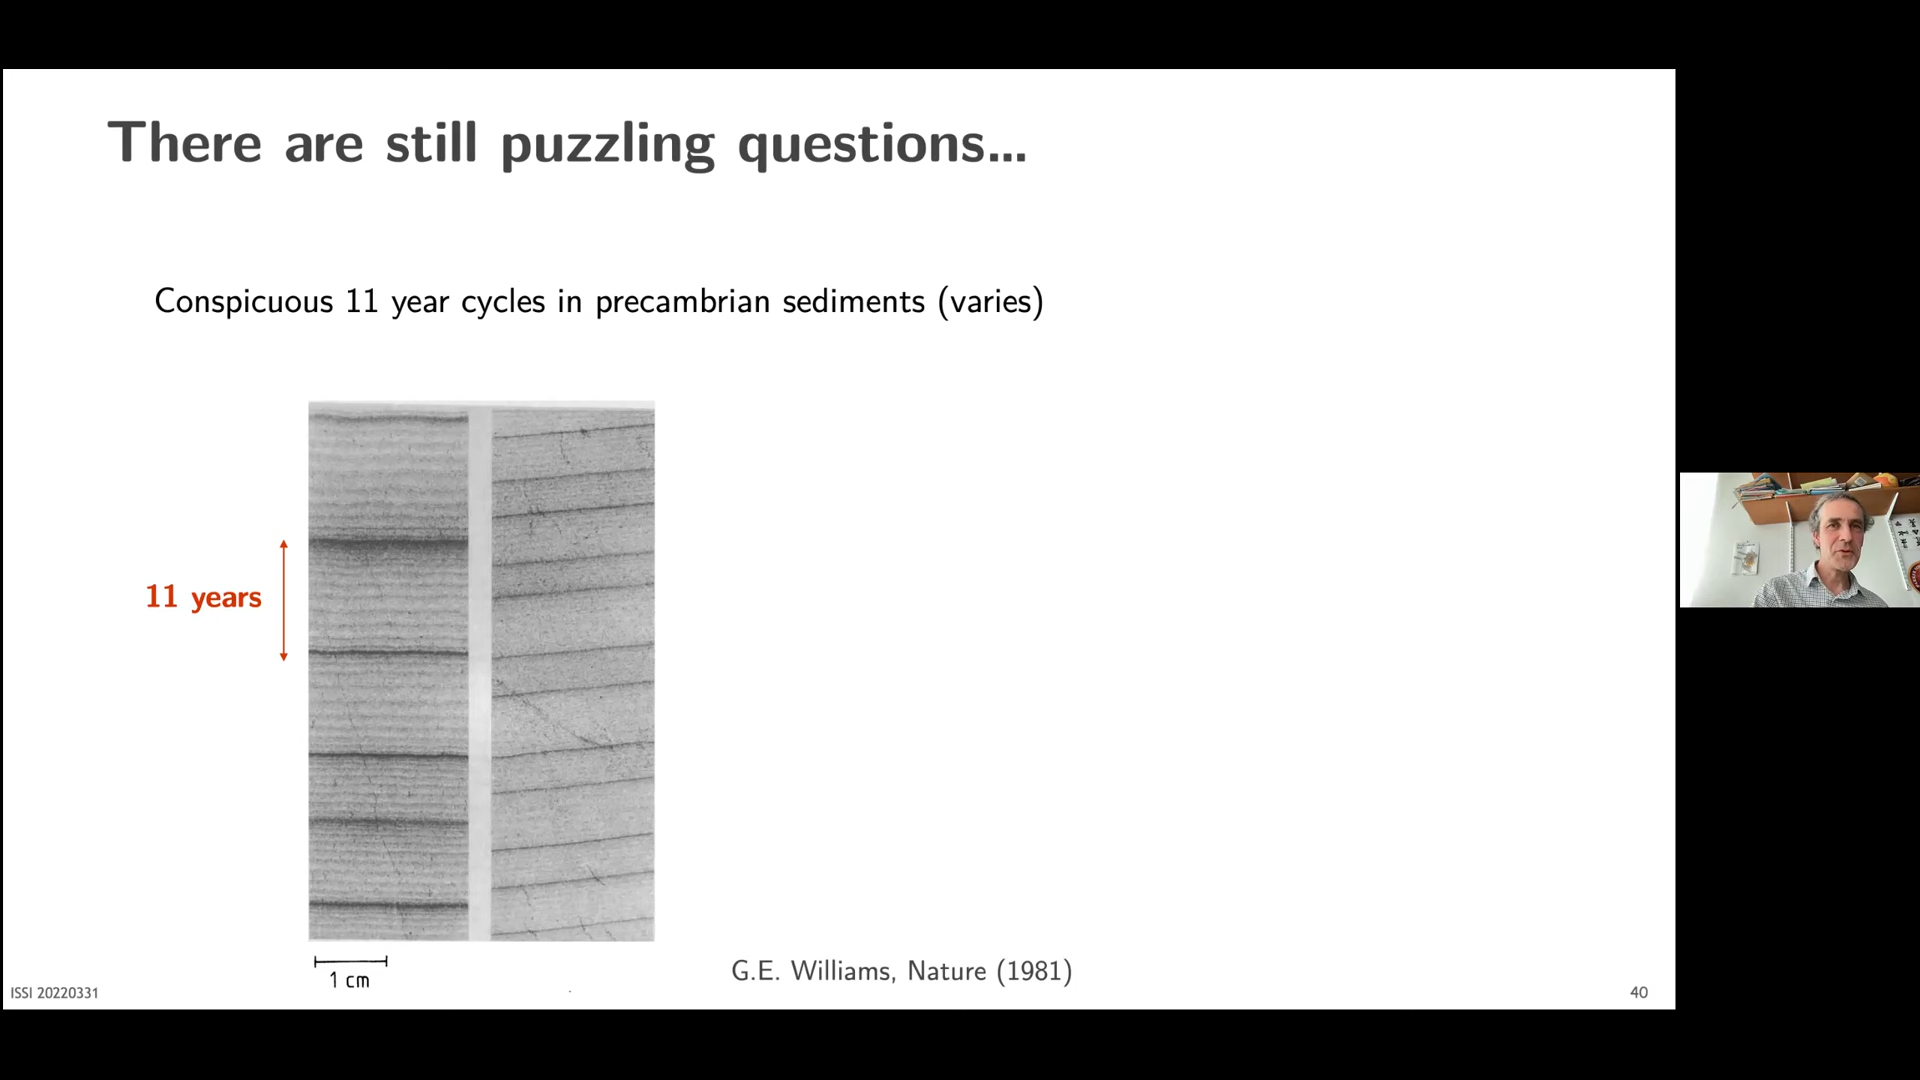 There are still puzzling questions...
Conspicuous 11 year cycles in precambrian sediments (varies)
11 years
1 cm
G.E. Williams, Nature (1981)
ISSI 20220331
40